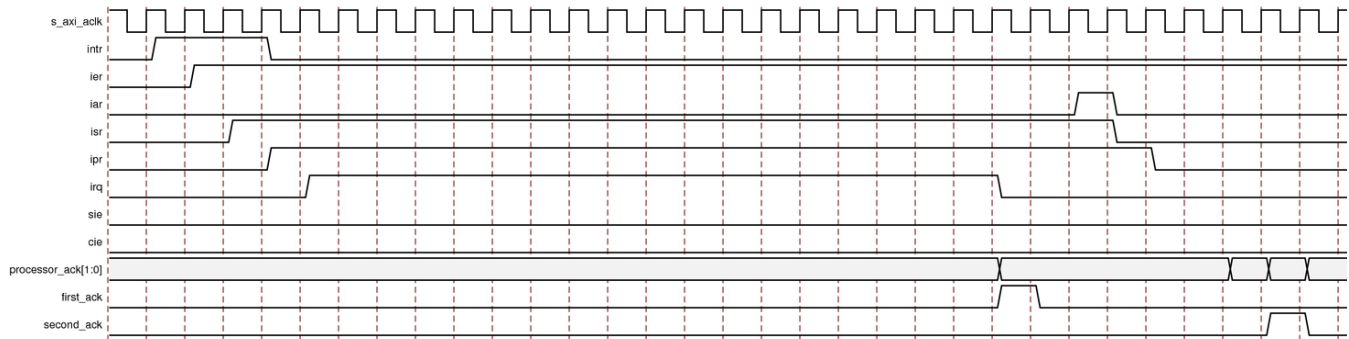 s_axi_aclk
intr
ier
iar
isr
ipr
irq
sie
cie
processor_ack[1:0]
first_ack
second_ack